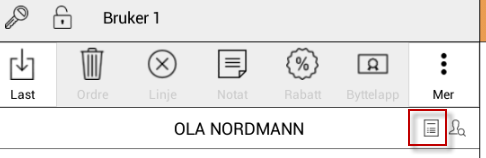 Bruker 1
Last Ordre Linje Notat Rabatt Byttelapp Mer
OLA NORDMANN